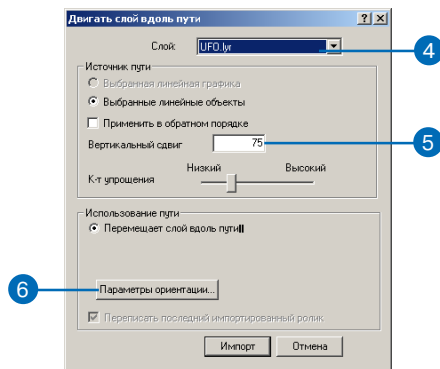 Двигать слой вдоль пути
Слой: UFO.lyr
4
Источник пути
Выбранная линейная графика
Выбранные линейные объекты
Применить в обратном порядке
Вертикальный сдвиг 75
5
Низкий Высокий
К-т упрощения
Использование пути
Перемещает слой вдоль пути
6
Параметры ориентации...
Переписать последний импортированный ролик
Импорт Отмена